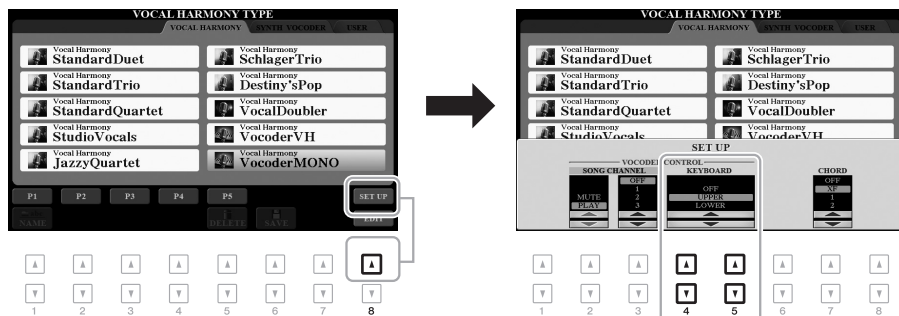 VOCAL HARMONY TYPE
VOCAL HARMONY SYNTH VOCODER USER
Vocal Harmony
StandardDuet
Vocal Harmony
SchlagerTrio
Vocal Harmony
StandardTrio
Vocal Harmony
Destiny'sPop
Vocal Harmony
StandardQuartet
Vocal Harmony
VocalDoubler
Vocal Harmony
StudioVocals
Vocal Harmony
VocoderVH
Vocal Harmony
JazzyQuartet
Vocal Harmony
VocoderMONO
P1 P2 P3 P4 P5 SET UP
NAME DELETE SAVE EDIT
1 2 3 4 5 6 7 8
VOCAL HARMONY TYPE
VOCAL HARMONY SYNTH VOCODER USER
Vocal Harmony
StandardDuet
Vocal Harmony
SchlagerTrio
Vocal Harmony
StandardTrio
Vocal Harmony
Destiny'sPop
Vocal Harmony
StandardQuartet
Vocal Harmony
VocalDoubler
Vocal Harmony
StudioVocals
Vocal Harmony
VocoderVH
SET UP
VOCODER CONTROL
SONG CHANNEL KEYBOARD CHORD
MUTE
PLAY
OFF
1
2
3
OFF
UPPER
LOWER
OFF
XF
1
2
1 2 3 4 5 6 7 8